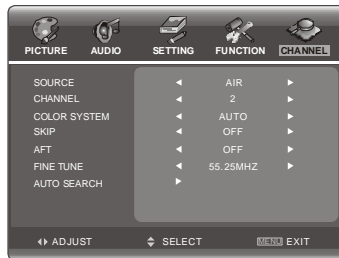 PICTURE AUDIO SETTING FUNCTION CHANNEL
SOURCE AIR
CHANNEL 2
COLOR SYSTEM AUTO
SKIP OFF
AFT OFF
FINE TUNE 55.25MHZ
AUTO SEARCH
ADJUST SELECT MENU EXIT